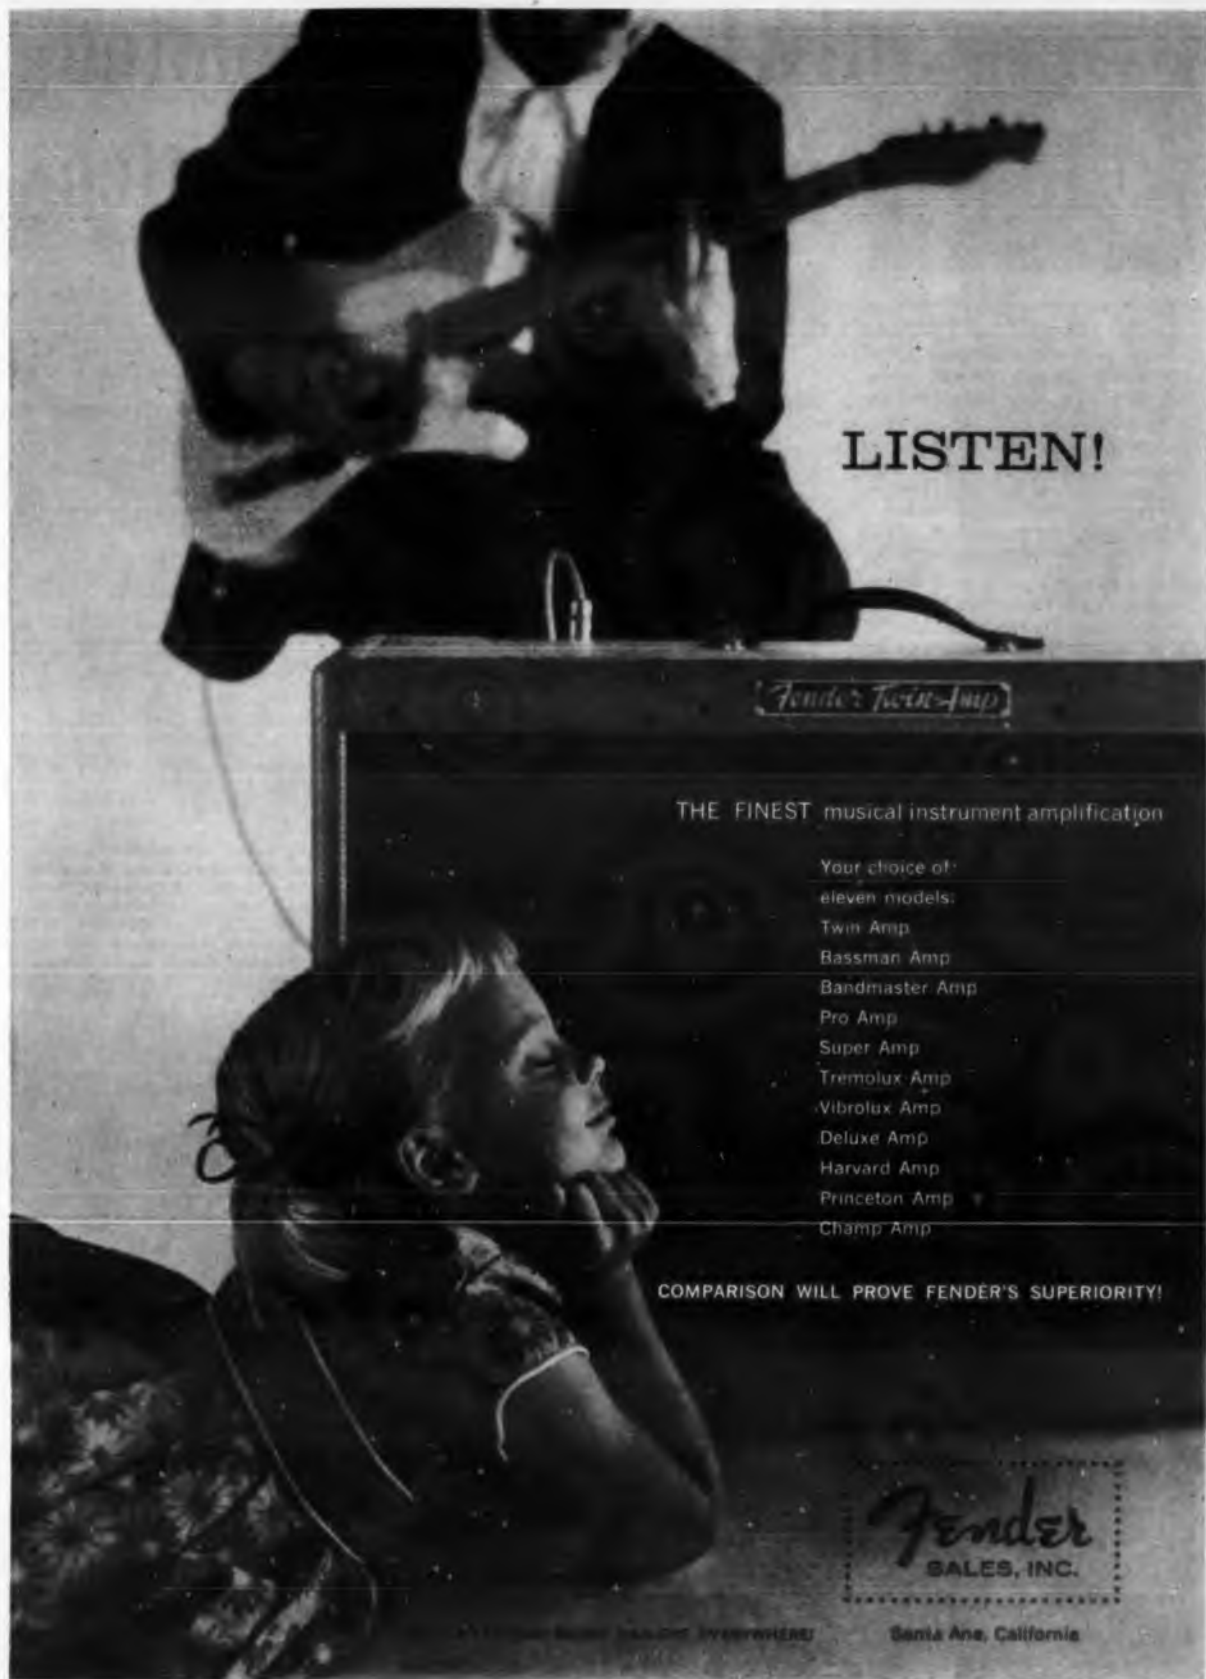 LISTEN!
Fender Twin-Amp
THE FINEST musical instrument amplification
Your choice of
eleven models:
Twin Amp
Bassman Amp
Bandmaster Amp
Pro Amp
Super Amp
Tremolux Amp
Vibrolux Amp
Deluxe Amp
Harvard Amp
Princeton Amp
Champ Amp
COMPARISON WILL PROVE FENDER'S SUPERIORITY!
Fender
SALES, INC.
EVERYWHERE!
Santa Ana, California